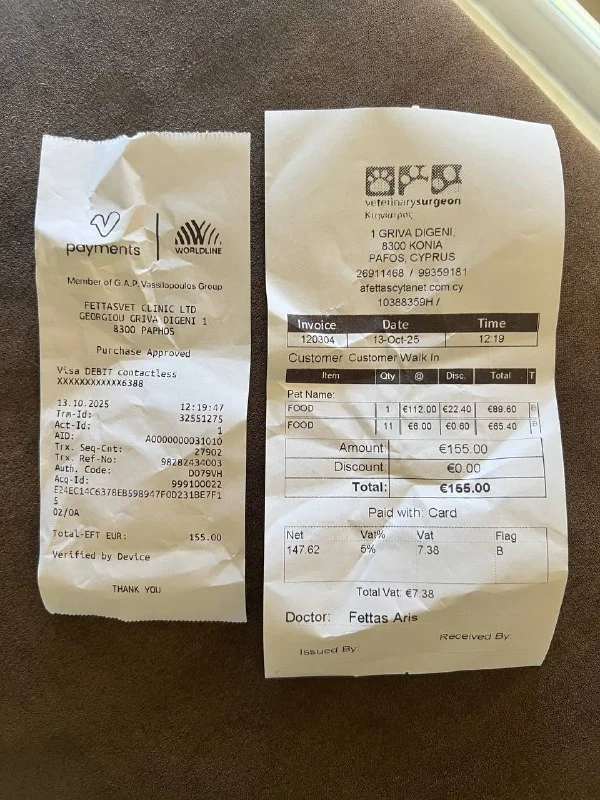 payments
WORLDLINE
Member of G.A.P. Vassilopoulos Group
FETTASVET CLINIC LTD
GEORGIOU GRIVA DIGENI 1
8300 PAPHOS
Purchase Approved
Visa DEBIT contactless
XXXXXXXXXXXX6388
13.10.2025 12:19:47
Trm-Id: 32551275
Act-Id: 1
AID: A0000000031010
Trx. Seq-Cnt: 27902
Trx. Ref-No: 98282434003
Auth. Code: D079VH
Acq-Id: 999100022
E24EC14C6378EB598947F0D231BE7F1
5
02/0A
Total-EFT EUR: 155.00
Verified by Device
THANK YOU
veterinarysurgeon
Κτηνίατρος
1 GRIVA DIGENI,
8300 KONIA
PAFOS, CYPRUS
26911468 / 99359181
afettascytanet.com.cy
10388359H /
Invoice Date Time
120304 13-Oct-25 12:19
Customer Customer Walk In
Item Qty @ Disc. Total T
Pet Name:
FOOD 1 €112.00 €22.40 €89.60 B
FOOD 11 €6.00 €0.60 €65.40 B
Amount: €155.00
Discount: €0.00
Total: €155.00
Paid with: Card
Net Vat% Vat Flag
147.62 5% 7.38 B
Total Vat: €7.38
Doctor: Fettas Aris
Issued By: Received By: